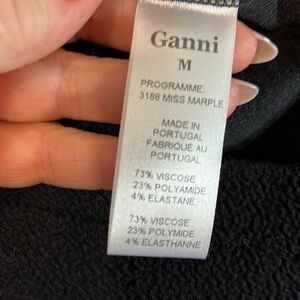 Ganni
M
PROGRAMME:
3188 MISS MARPLE
MADE IN
PORTUGAL
FABRIQUÉ AU
PORTUGAL
73% VISCOSE
23% POLYAMIDE
4% ELASTANE
73% VISCOSE
23% POLYMIDE
4% ELASTHANNE